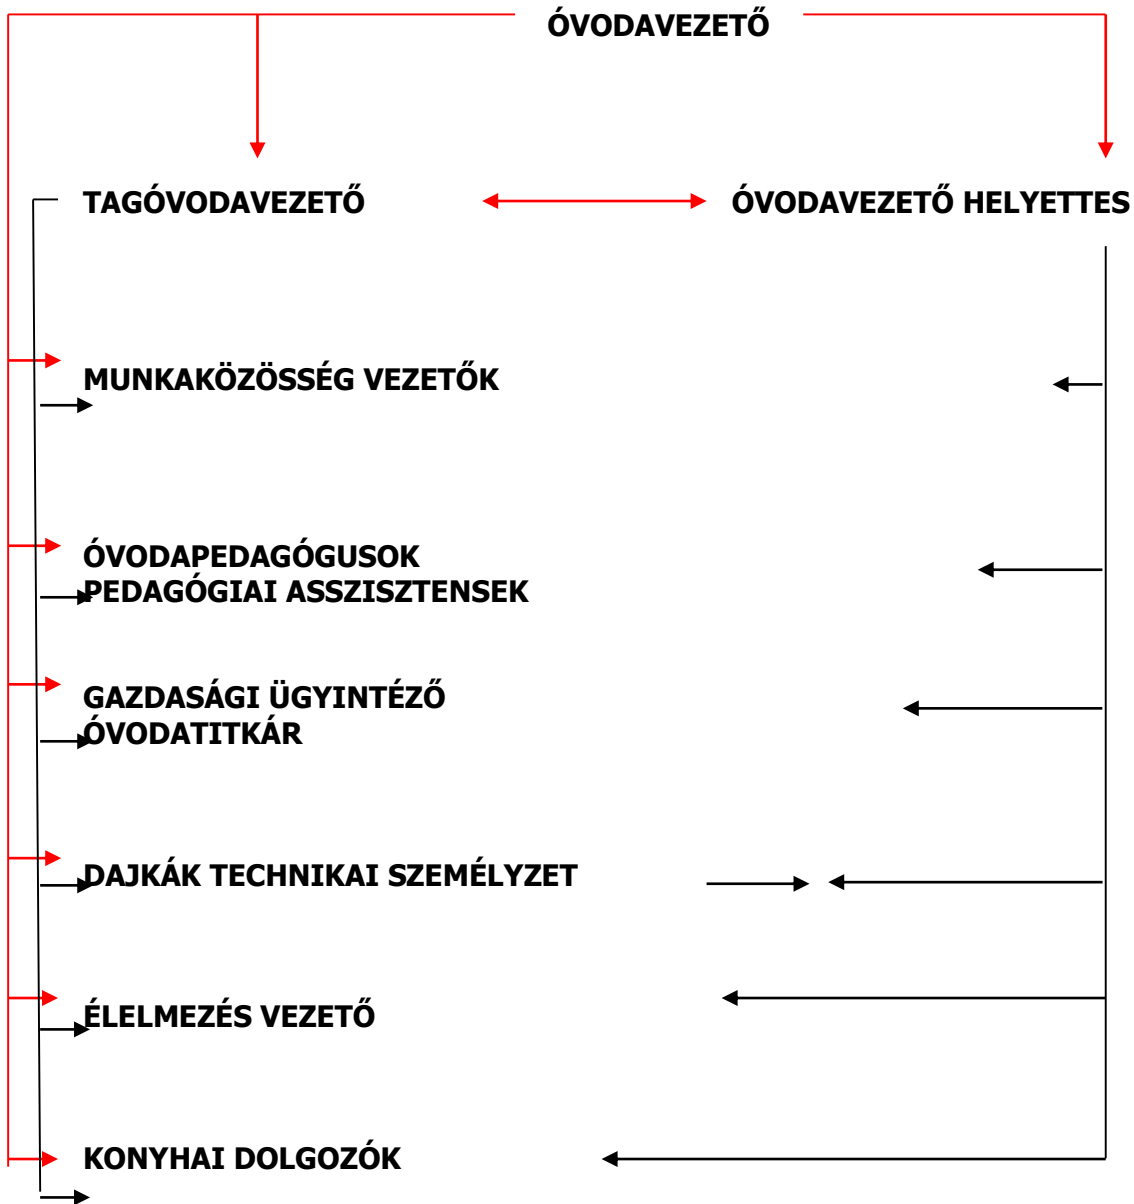 ÓVODAVEZETŐ
TAGÓVODAVEZETŐ
ÓVODAVEZETŐ HELYETTES
MUNKAKÖZÖSSÉG VEZETŐK
ÓVODAPEDAGÓGUSOK
PEDAGÓGIAI ASSZISZTENSEK
GAZDASÁGI ÜGYINTÉZŐ
ÓVODATITKÁR
DAJKÁK TECHNIKAI SZEMÉLYZET
ÉLELMEZÉS VEZETŐ
KONYHAI DOLGOZÓK